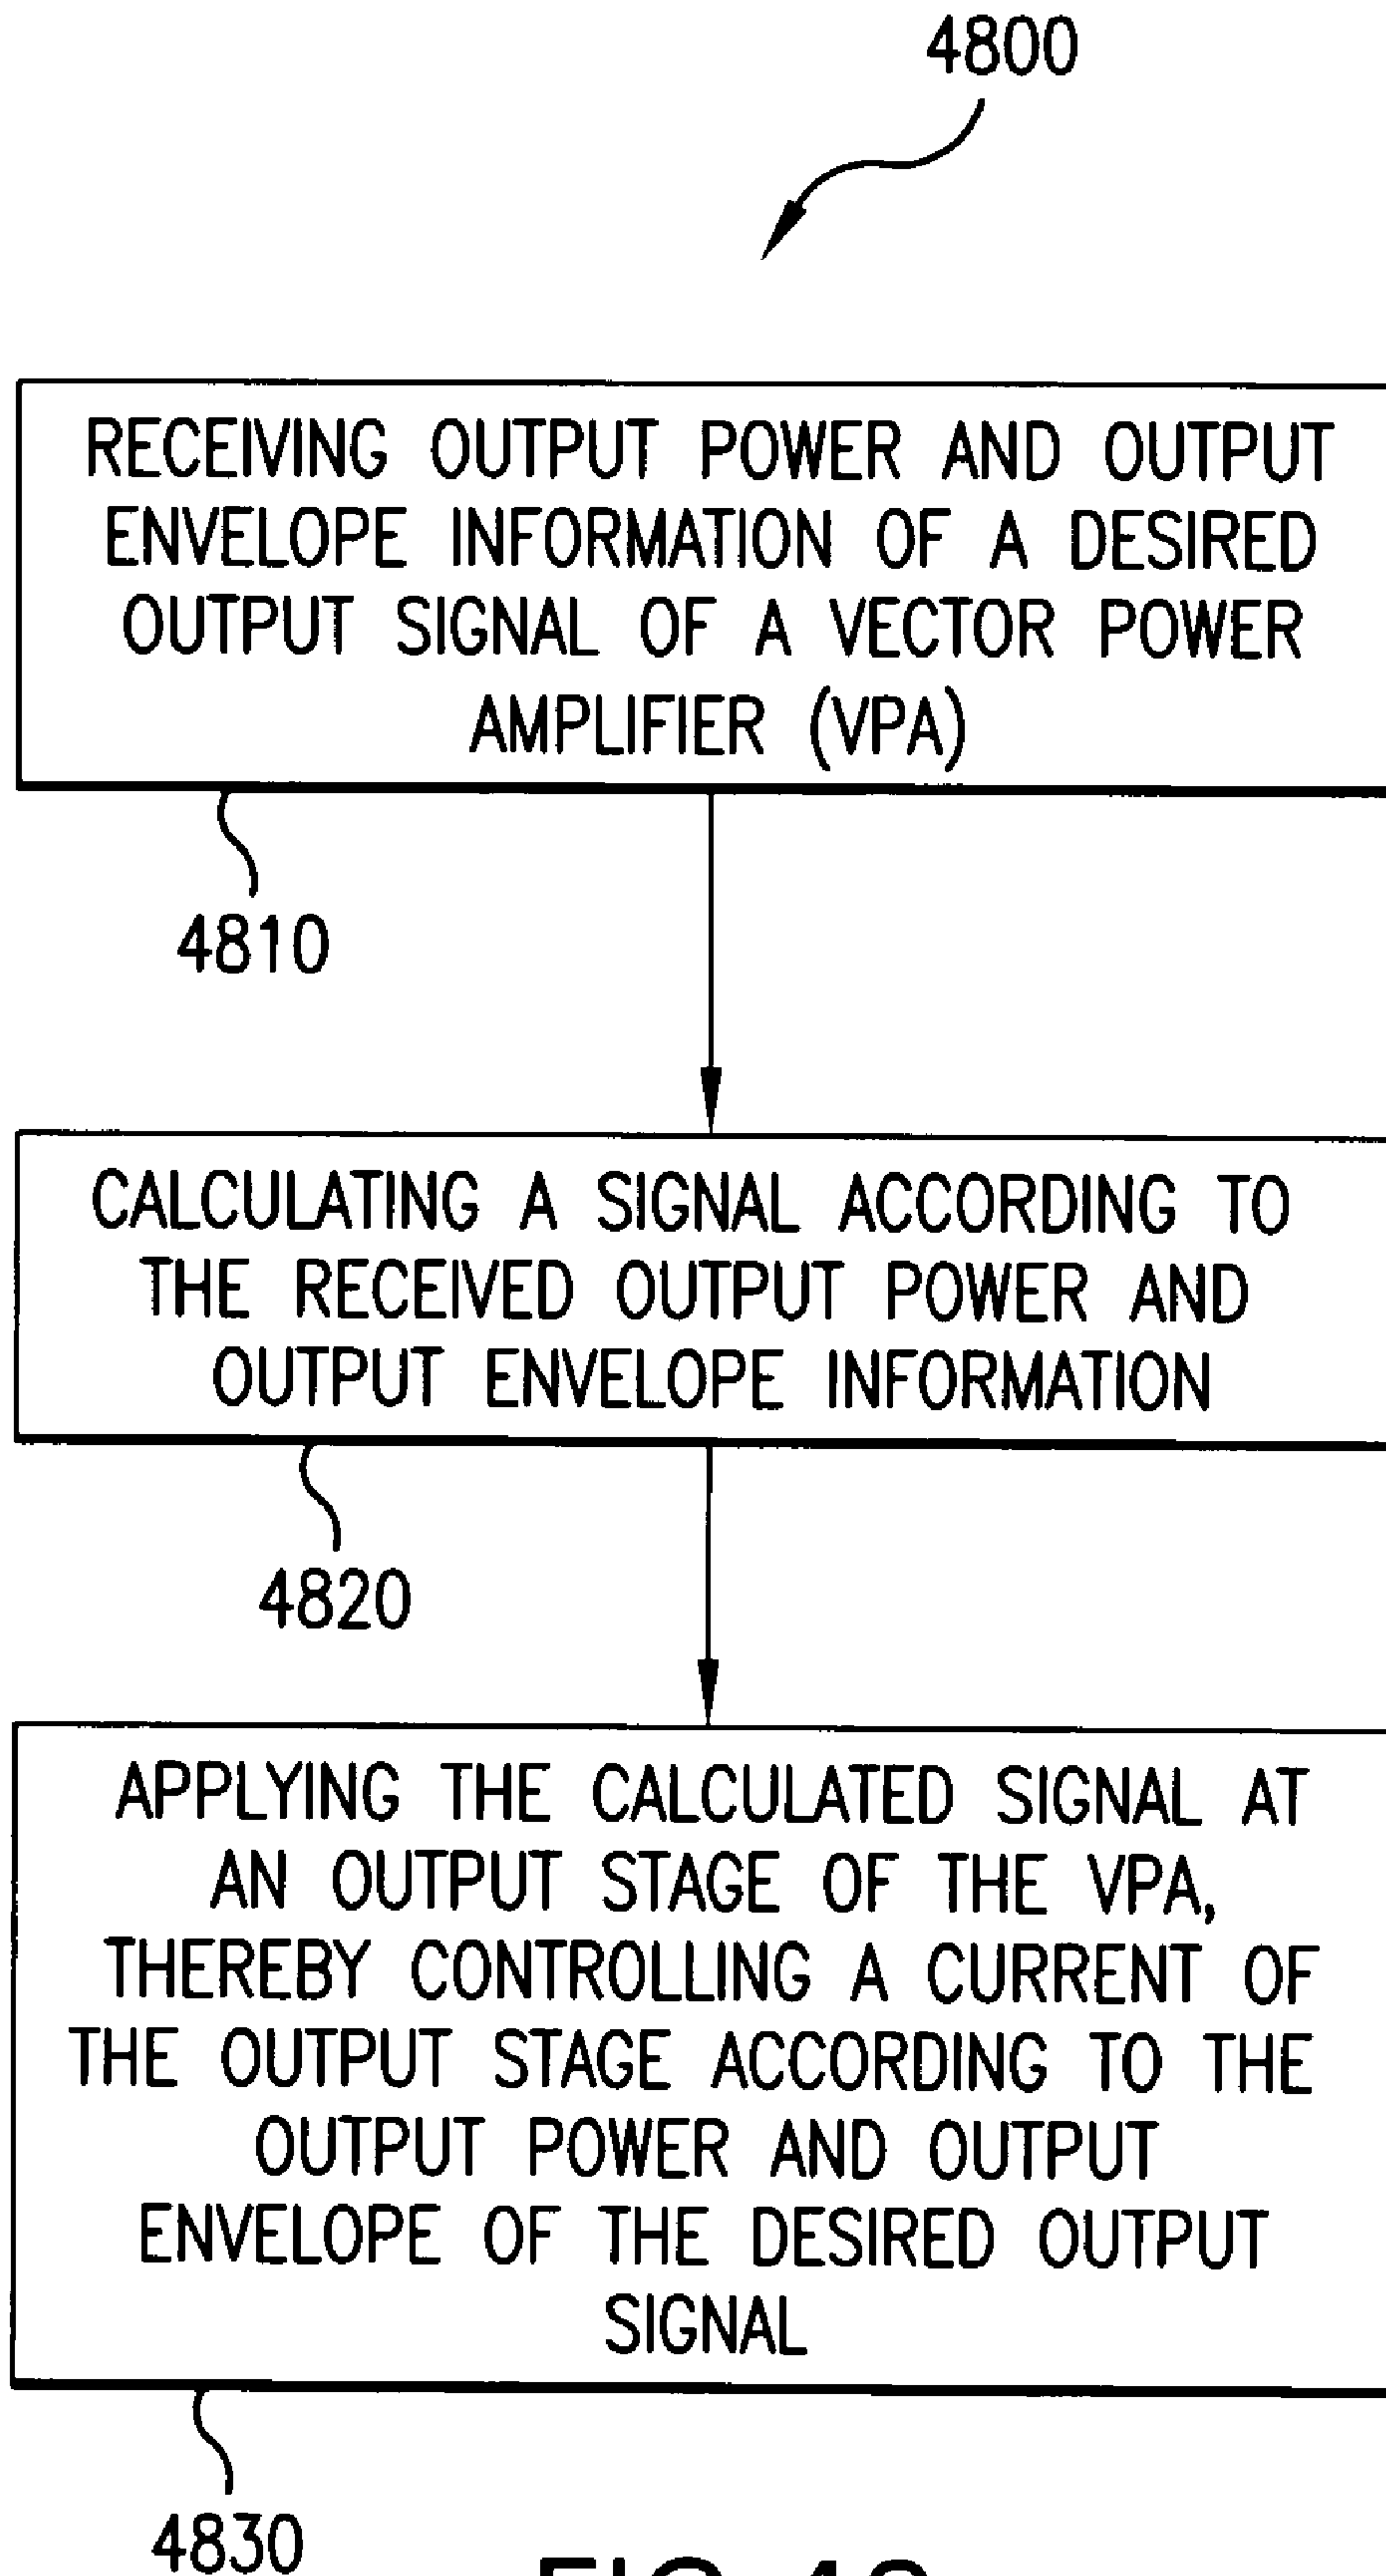 4800
RECEIVING OUTPUT POWER AND OUTPUT
ENVELOPE INFORMATION OF A DESIRED
OUTPUT SIGNAL OF A VECTOR POWER
AMPLIFIER (VPA)
4810
CALCULATING A SIGNAL ACCORDING TO
THE RECEIVED OUTPUT POWER AND
OUTPUT ENVELOPE INFORMATION
4820
APPLYING THE CALCULATED SIGNAL AT
AN OUTPUT STAGE OF THE VPA,
THEREBY CONTROLLING A CURRENT OF
THE OUTPUT STAGE ACCORDING TO THE
OUTPUT POWER AND OUTPUT
ENVELOPE OF THE DESIRED OUTPUT
SIGNAL
4830